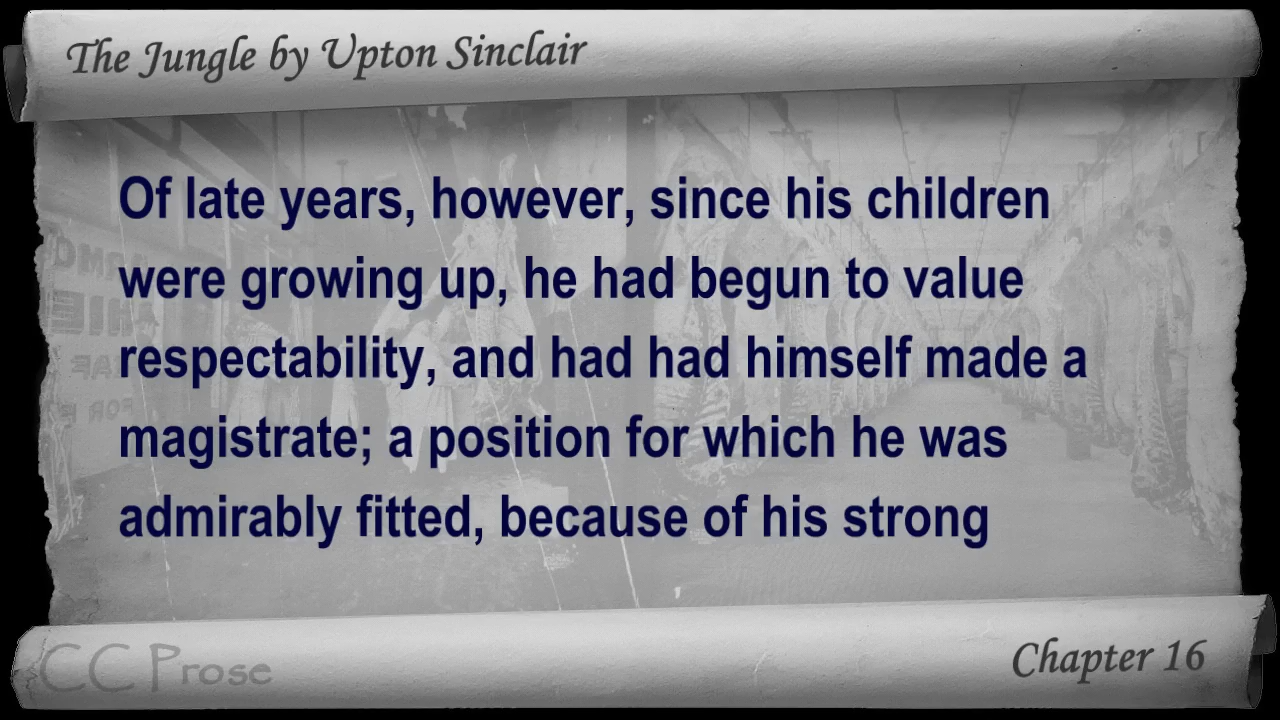 The Jungle by Upton Sinclair
Of late years, however, since his children
were growing up, he had begun to value
respectability, and had had himself made a
magistrate; a position for which he was
admirably fitted, because of his strong
CC Prose
Chapter 16